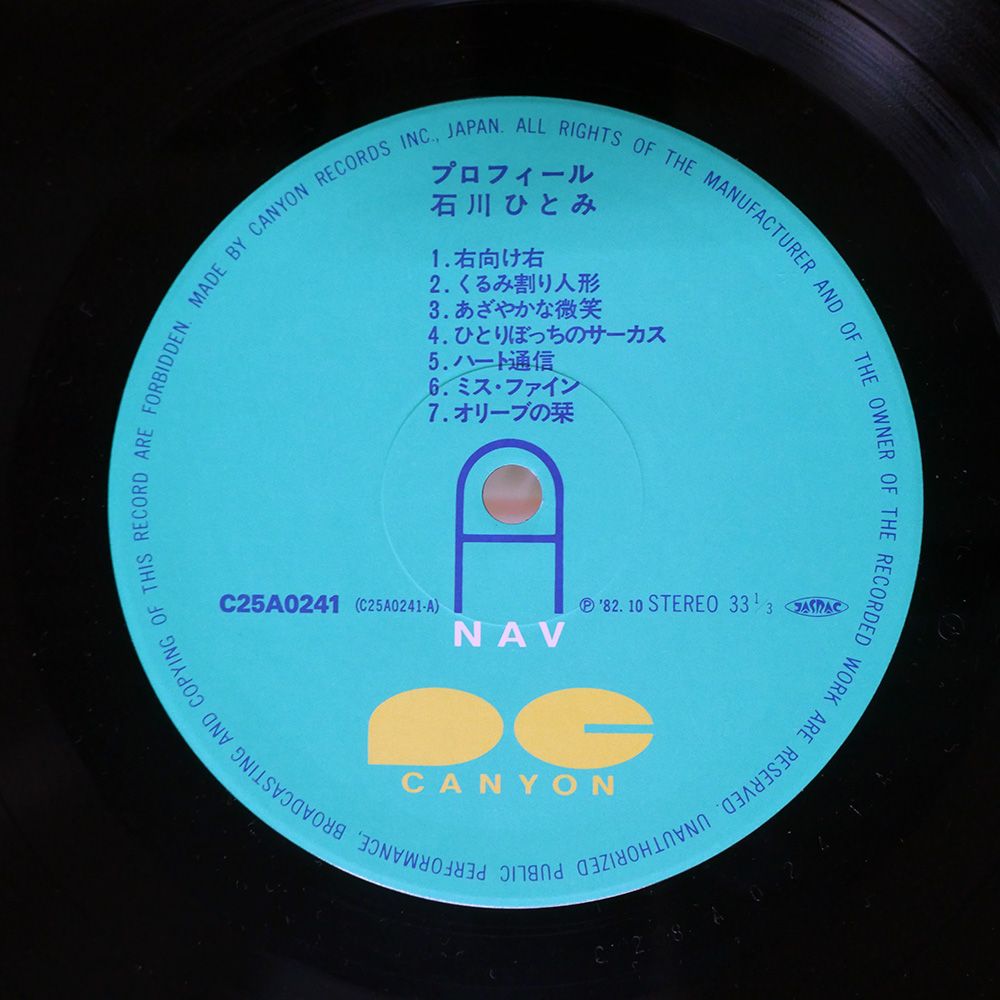 MADE BY CANYON RECORDS INC., JAPAN. ALL RIGHTS OF THE MANUFACTURER AND OF THE OWNER OF THE RECORDED WORK ARE RESERVED. UNAUTHORIZED PUBLIC PERFORMANCE, BROADCASTING AND COPYING OF THIS RECORD ARE FORBIDDEN.
プロフィール
石川ひとみ
1. 右向け右
2. くるみ割り人形
3. あざやかな微笑
4. ひとりぼっちのサーカス
5. ハート通信
6. ミス・ファイン
7. オリーブの栞
A
C25A0241 (C25A0241-A) Ⓟ '82. 10 STEREO 33 1/3 JASRAC
NAV
PC
CANYON